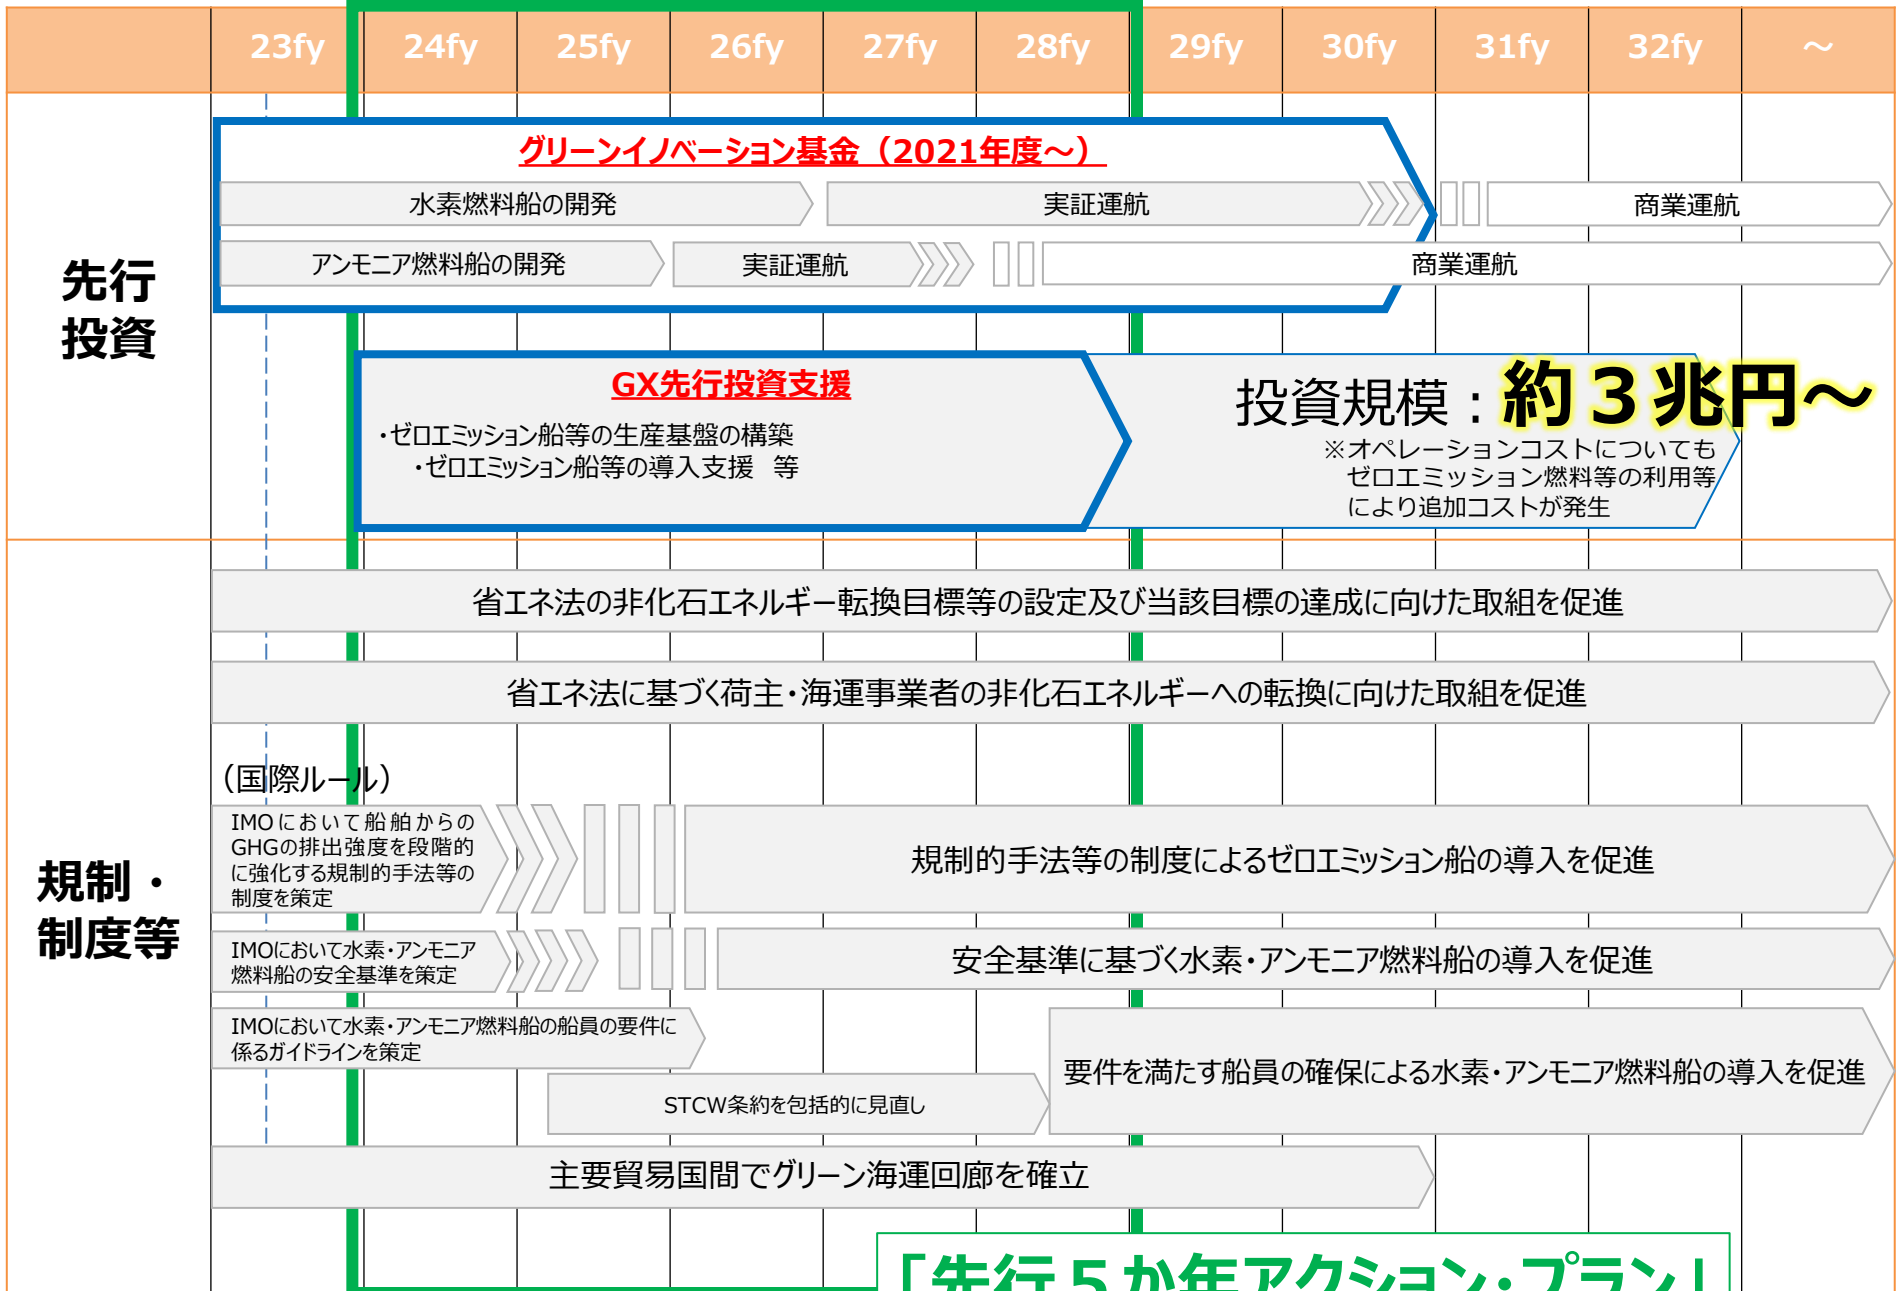 23fy 24fy 25fy 26fy 27fy 28fy 29fy 30fy 31fy 32fy ～
先行
投資
グリーンイノベーション基金（2021年度～）
水素燃料船の開発 実証運航 商業運航
アンモニア燃料船の開発 実証運航 商業運航
GX先行投資支援
・ゼロエミッション船等の生産基盤の構築
・ゼロエミッション船等の導入支援　等
投資規模：約３兆円～
※オペレーションコストについても
ゼロエミッション燃料等の利用等
により追加コストが発生
規制・
制度等
省エネ法の非化石エネルギー転換目標等の設定及び当該目標の達成に向けた取組を促進
省エネ法に基づく荷主・海運事業者の非化石エネルギーへの転換に向けた取組を促進
（国際ルール）
IMOにおいて船舶からの
GHGの排出強度を段階的
に強化する規制的手法等の
制度を策定
規制的手法等の制度によるゼロエミッション船の導入を促進
IMOにおいて水素・アンモニア
燃料船の安全基準を策定
安全基準に基づく水素・アンモニア燃料船の導入を促進
IMOにおいて水素・アンモニア燃料船の船員の要件に
係るガイドラインを策定
STCW条約を包括的に見直し
要件を満たす船員の確保による水素・アンモニア燃料船の導入を促進
主要貿易国間でグリーン海運回廊を確立
「先行５か年アクション・プラン」